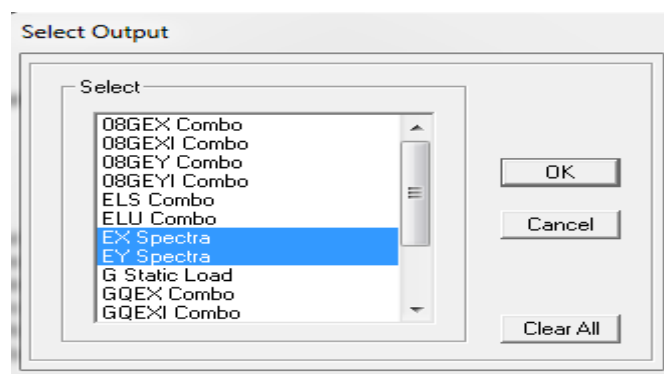 Select Output
Select
08GEX Combo
08GEXI Combo
08GEY Combo
08GEYI Combo
ELS Combo
ELU Combo
EX Spectra
EY Spectra
G Static Load
GQEX Combo
GQEXI Combo
OK
Cancel
Clear All